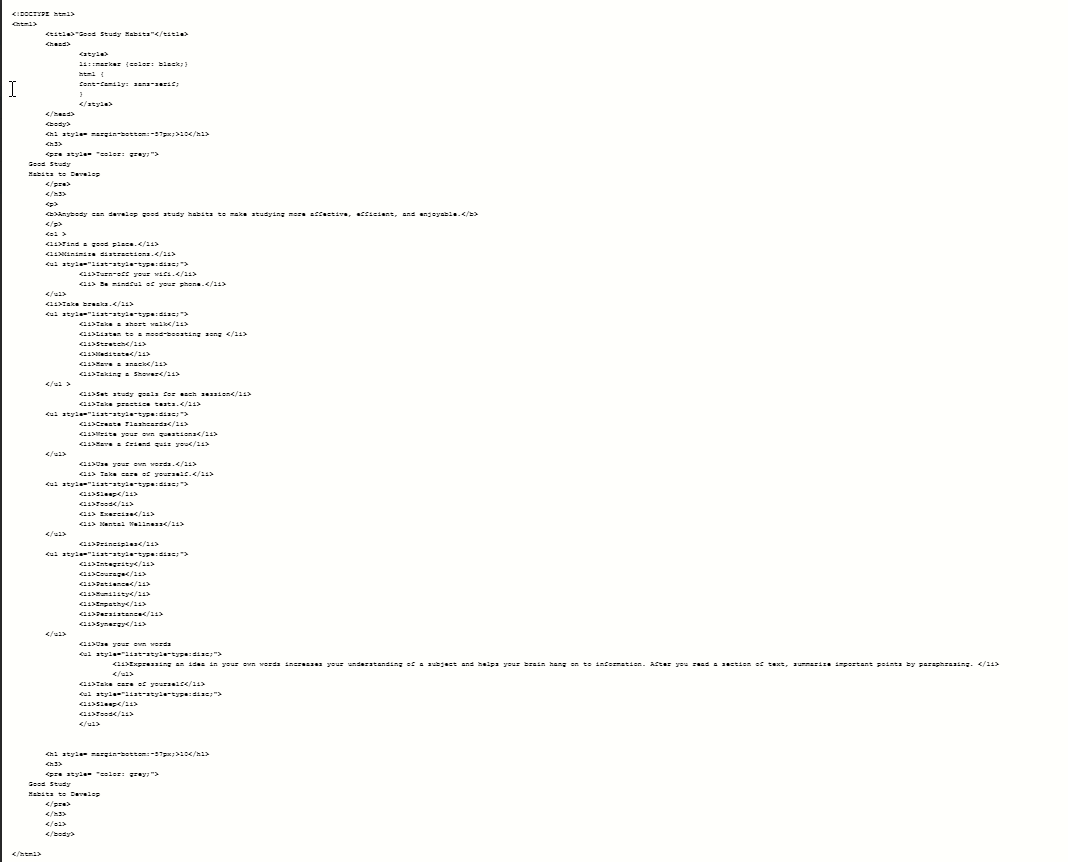 <!DOCTYPE html>
<html>
<title>"Good Study Habits"</title>
<head>
<style>
li::marker {color: black;}
html {
font-family: sans-serif;
}
</style>
</head>
<body>
<h1 style= margin-bottom:-37px;>10</h1>
<h3>
<pre style= "color: grey;">
Good Study
Habits to Develop
</pre>
</h3>
<p>
<b>Anybody can develop good study habits to make studying more affective, efficient, and enjoyable.</b>
</p>
<ol >
<li>Find a good place.</li>
<li>Minimize distractions.</li>
<ul style="list-style-type:disc;">
<li>Turn-off your wifi.</li>
<li> Be mindful of your phone.</li>
</ul>
<li>Take breaks.</li>
<ul style="list-style-type:disc;">
<li>Take a short walk</li>
<li>Listen to a mood-boosting song </li>
<li>Stretch</li>
<li>Meditate</li>
<li>Have a snack</li>
<li>Taking a Shower</li>
</ul >
<li>Set study goals for each session</li>
<li>Take practice tests.</li>
<ul style="list-style-type:disc;">
<li>Create Flashcards</li>
<li>Write your own questions</li>
<li>Have a friend quiz you</li>
</ul>
<li>Use your own words.</li>
<li> Take care of yourself.</li>
<ul style="list-style-type:disc;">
<li>Sleep</li>
<li>Food</li>
<li> Exercise</li>
<li> Mental Wellness</li>
</ul>
<li>Principles</li>
<ul style="list-style-type:disc;">
<li>Integrity</li>
<li>Courage</li>
<li>Patience</li>
<li>Humility</li>
<li>Empathy</li>
<li>Persistance</li>
<li>Synergy</li>
</ul>
<li>Use your own words
<ul style="list-style-type:disc;">
<li>Expressing an idea in your own words increases your understanding of a subject and helps your brain hang on to information. After you read a section of text, summarize important points by paraphrasing. </li>
</ul>
<li>Take care of yourself</li>
<ul style="list-style-type:disc;">
<li>Sleep</li>
<li>Food</li>
</ul>
<h1 style= margin-bottom:-37px;>10</h1>
<h3>
<pre style= "color: grey;">
Good Study
Habits to Develop
</pre>
</h3>
</ol>
</body>
</html>